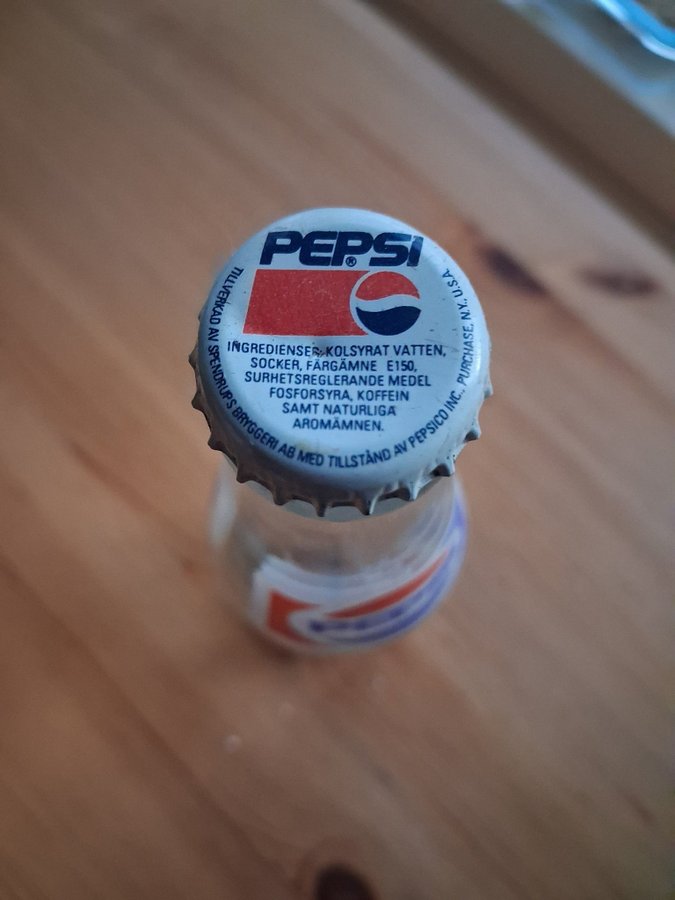 PEPSI®
INGREDIENSER: KOLSYRAT VATTEN,
SOCKER, FÄRGÄMNE E150,
SURHETSREGLERANDE MEDEL
FOSFORSYRA, KOFFEIN
SAMT NATURLIGA
AROMÄMNEN.
TILLVERKAD AV SPENDRUPS BRYGGERI AB MED TILLSTÅND AV PEPSICO INC., PURCHASE, N.Y., U.S.A.